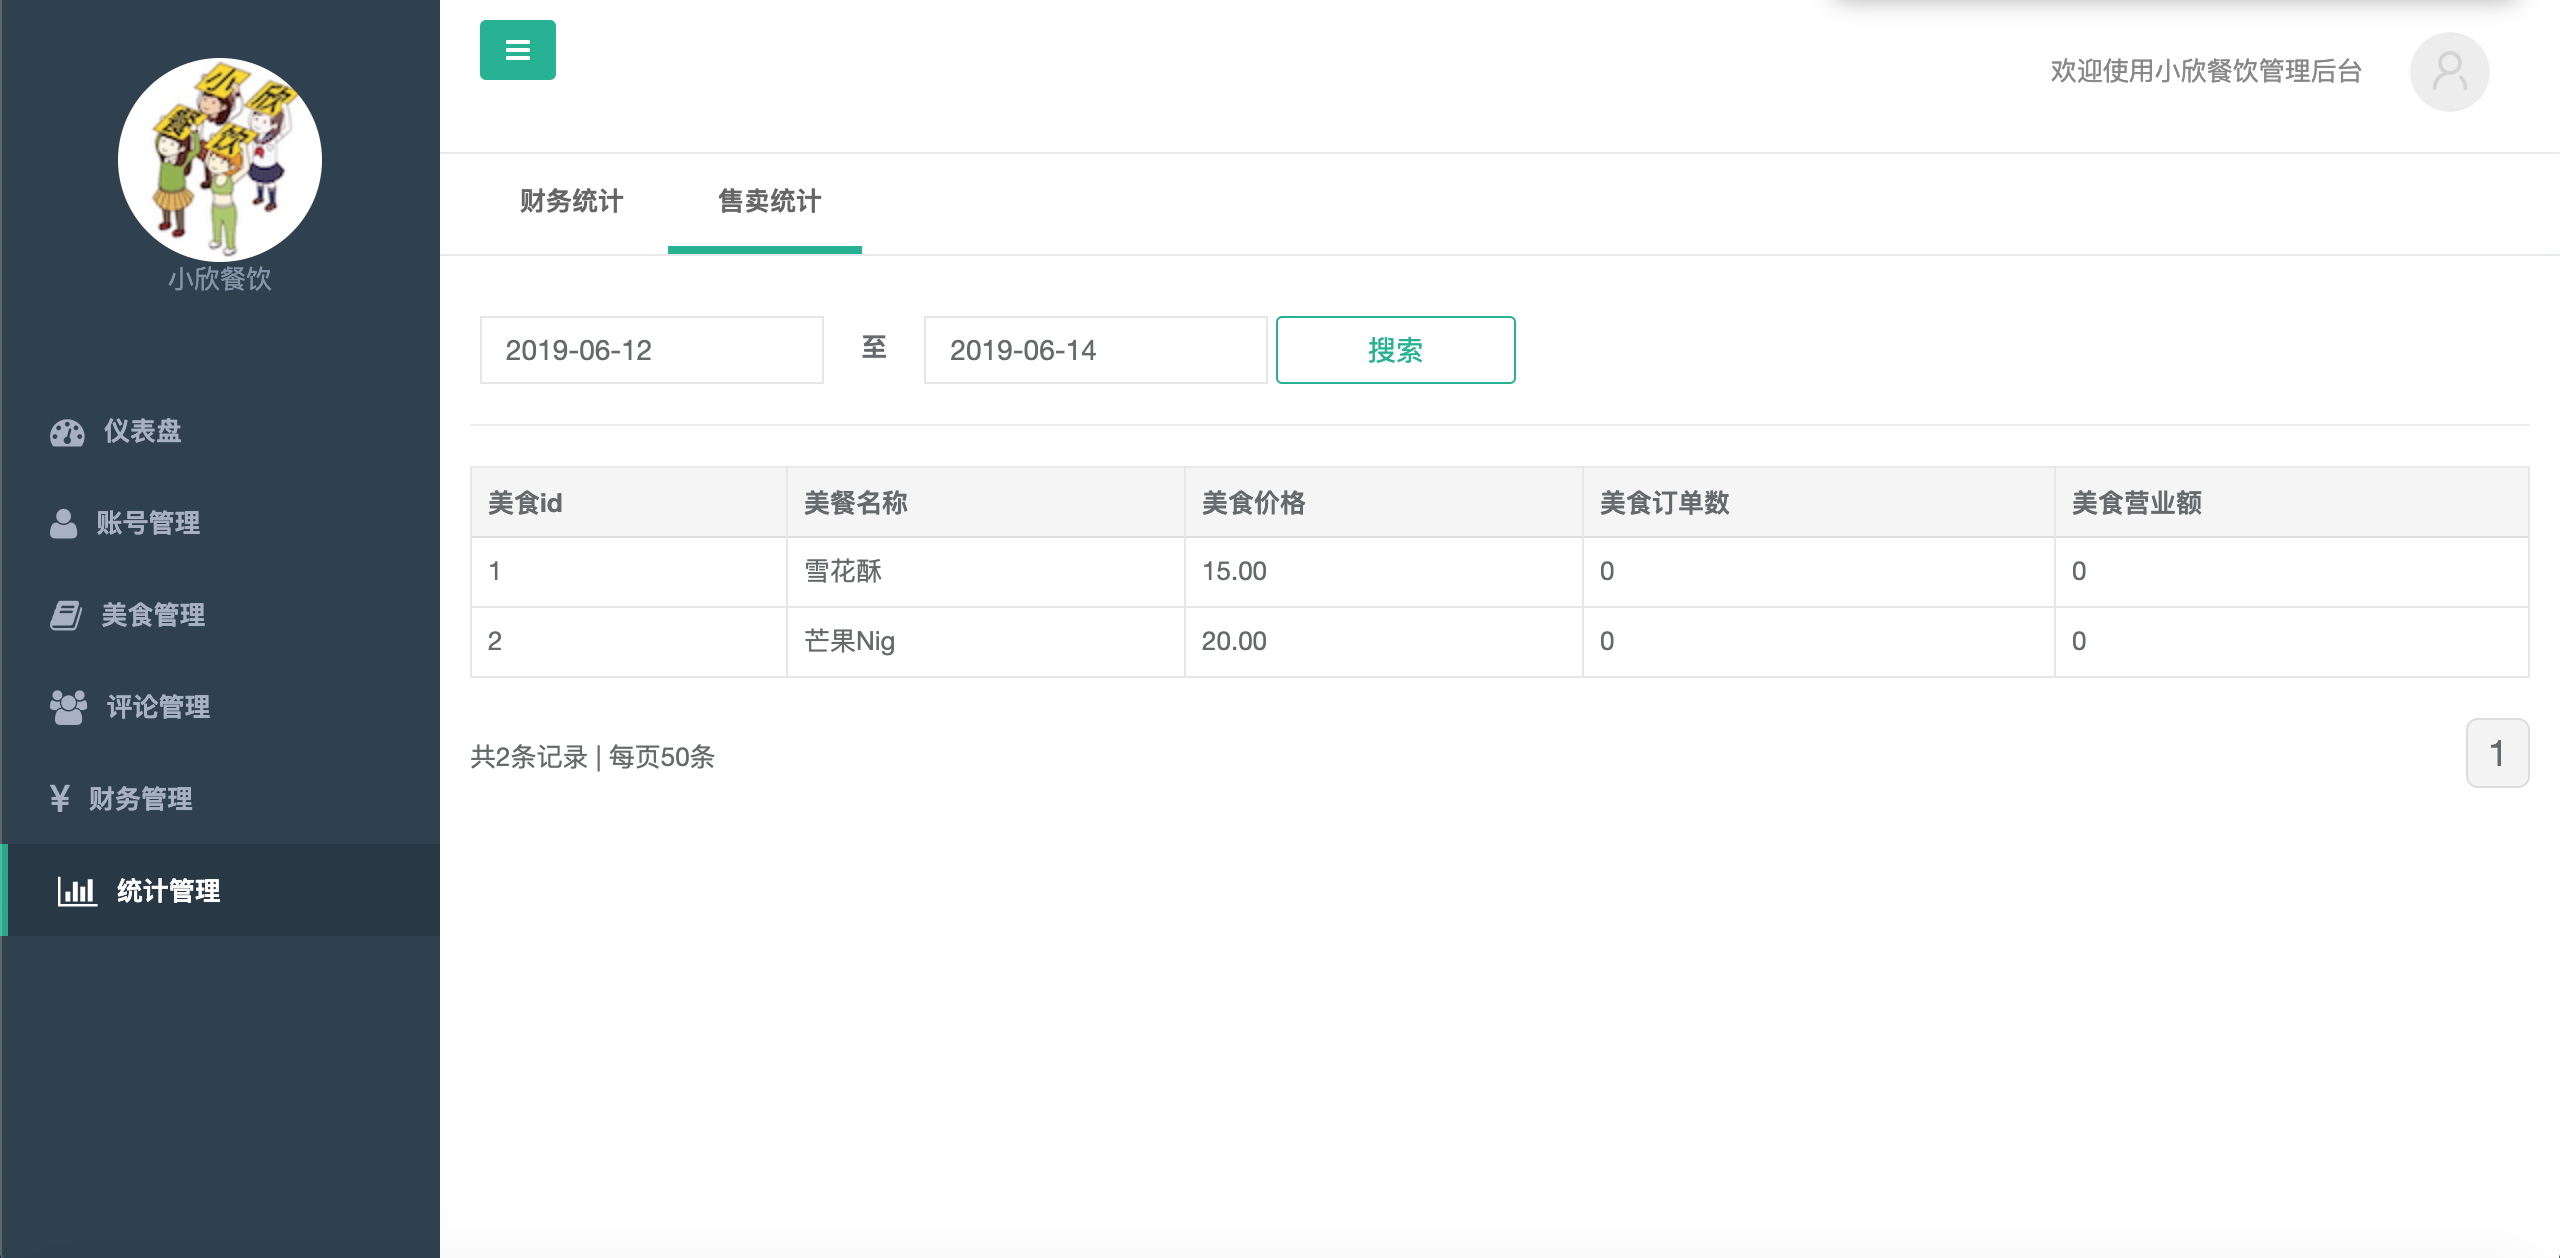 小欣餐饮
小欣餐饮
仪表盘
账号管理
美食管理
评论管理
¥ 财务管理
统计管理
欢迎使用小欣餐饮管理后台
财务统计 售卖统计
2019-06-12 至 2019-06-14 搜索
美食id 美餐名称 美食价格 美食订单数 美食营业额
1 雪花酥 15.00 0 0
2 芒果Nig 20.00 0 0
共2条记录 | 每页50条
1